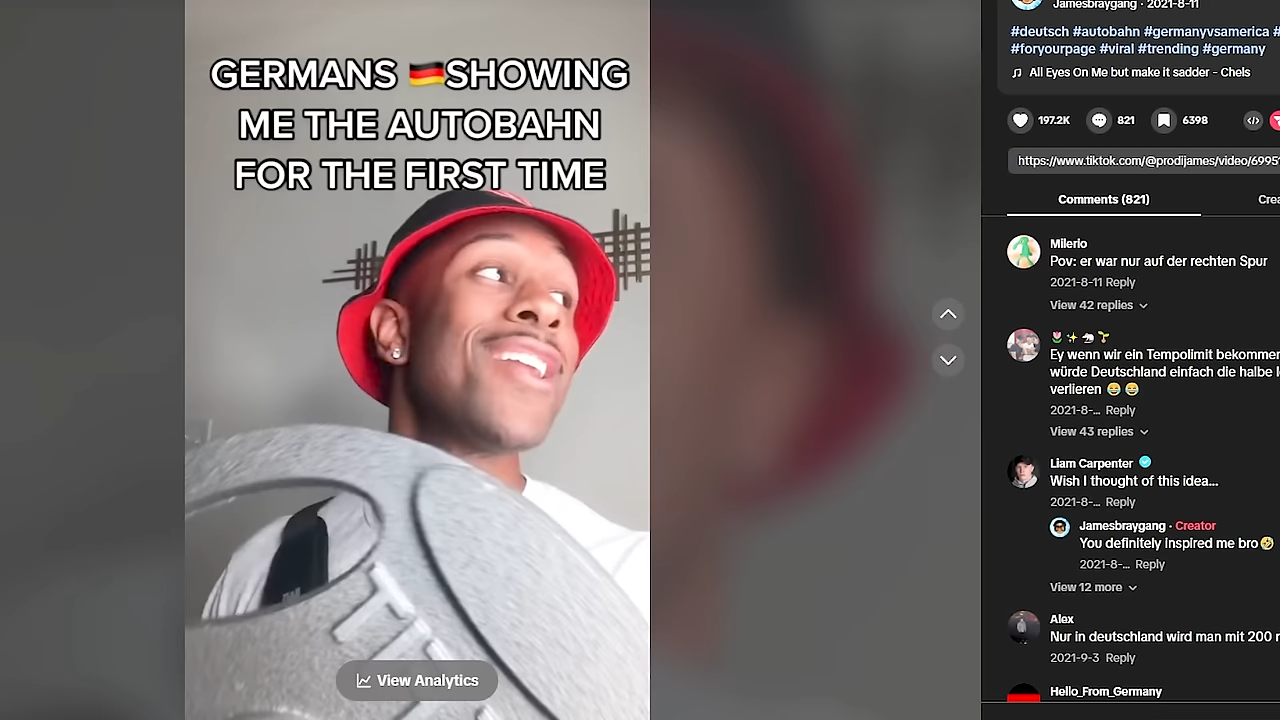 GERMANS 🇩🇪SHOWING
ME THE AUTOBAHN
FOR THE FIRST TIME
View Analytics
Jamesbraygang · 2021-8-11
#deutsch #autobahn #germanyvsamerica #
#foryourpage #viral #trending #germany
All Eyes On Me but make it sadder - Chels
197.2K 821 6398
https://www.tiktok.com/@prodijames/video/6995
Comments (821)
Crea
Milerio
Pov: er war nur auf der rechten Spur
2021-8-11 Reply
View 42 replies
🌷✨🦡🌱
Ey wenn wir ein Tempolimit bekommen
würde Deutschland einfach die halbe I
verlieren 😂 😂
2021-8-... Reply
View 43 replies
Liam Carpenter
Wish I thought of this idea...
2021-8-... Reply
Jamesbraygang · Creator
You definitely inspired me bro🤣
2021-8-... Reply
View 12 more
Alex
Nur in deutschland wird man mit 200
2021-9-3 Reply
Hello_From_Germany